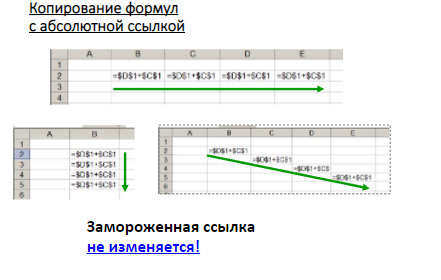 Копирование формул
с абсолютной ссылкой
A B C D E
1
2 =$D$1+$C$1 =$D$1+$C$1 =$D$1+$C$1 =$D$1+$C$1
3
4
A B
1
2 =$D$1+$C$1
3 =$D$1+$C$1
4 =$D$1+$C$1
5 =$D$1+$C$1
6
A B C D E
1
2 =$D$1+$C$1
3 =$D$1+$C$1
4 =$D$1+$C$
5 =$D$1+$C$1
6
Замороженная ссылка
не изменяется!